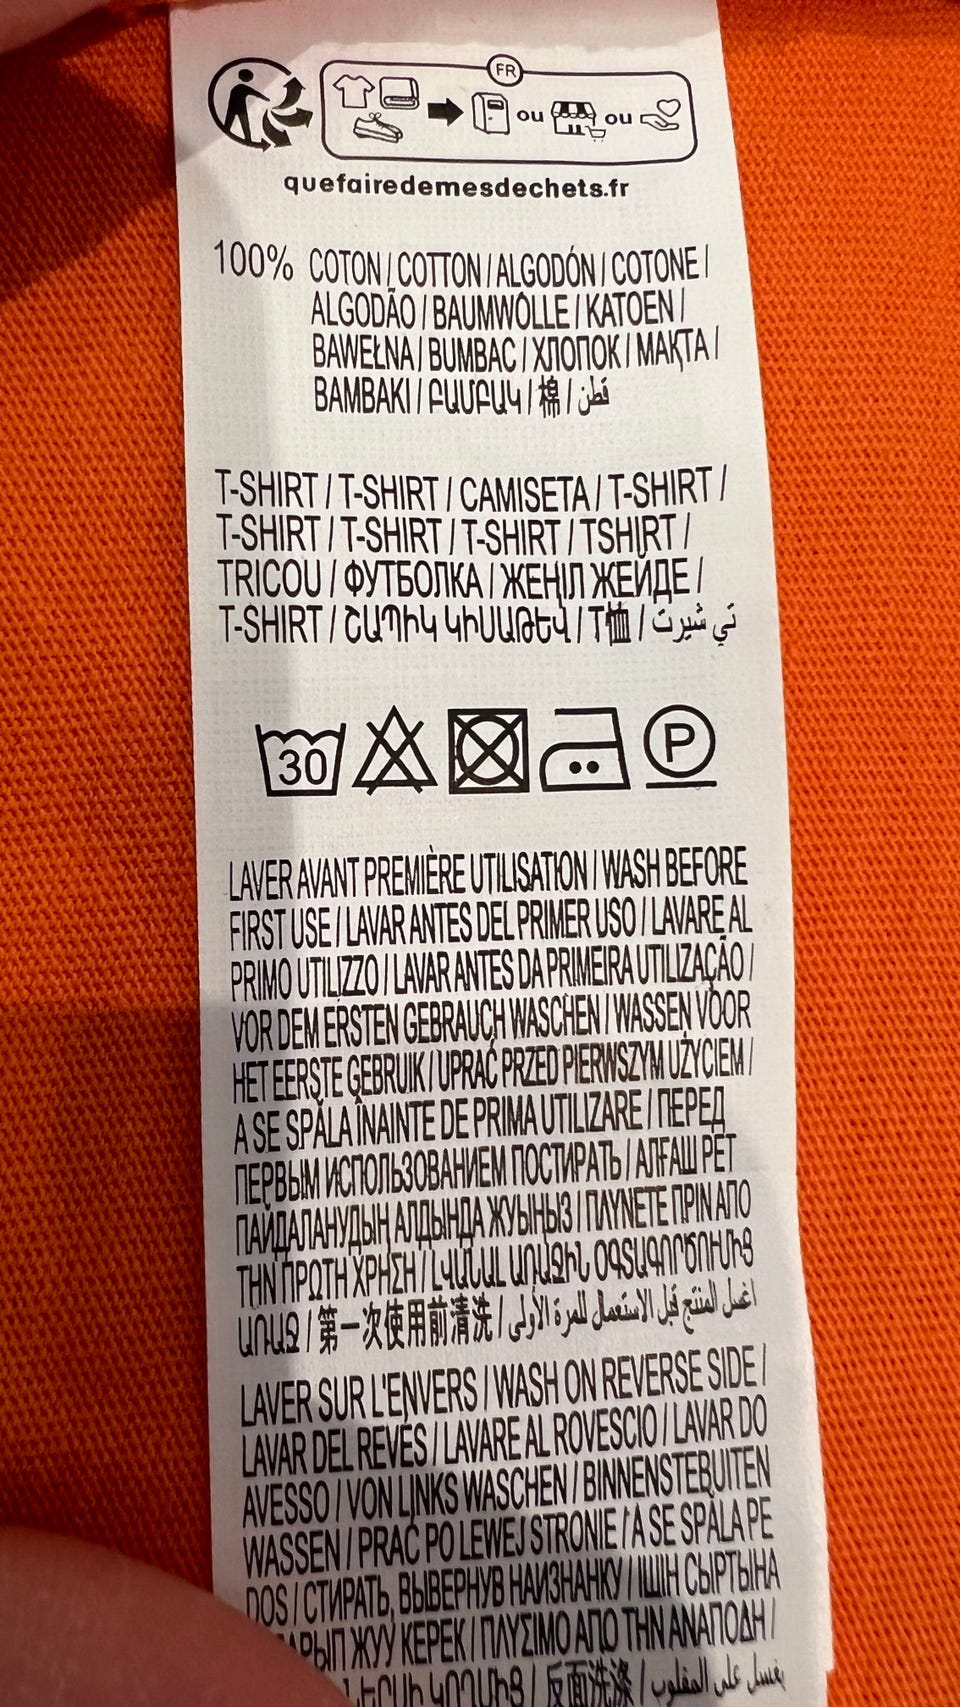 FR
ou ou
quefairedemesdechets.fr
100% COTON / COTTON / ALGODÓN / COTONE /
ALGODÃO / BAUMWOLLE / KATOEN /
BAWEŁNA / BUMBAC / ХЛОПОК / МАҚТА /
BAMBAKI / ԲԱՄԲԱԿ / 棉 / قطن
T-SHIRT / T-SHIRT / CAMISETA / T-SHIRT /
T-SHIRT / T-SHIRT / T-SHIRT / TSHIRT /
TRICOU / ФУТБОЛКА / ЖЕҢІЛ ЖЕЙДЕ /
T-SHIRT / ՇԱՊԻԿ ԿԻՍԱԹԵՎ / T恤 / تي شيرت
30 P
LAVER AVANT PREMIÈRE UTILISATION / WASH BEFORE
FIRST USE / LAVAR ANTES DEL PRIMER USO / LAVARE AL
PRIMO UTILIZZO / LAVAR ANTES DA PRIMEIRA UTILIZAÇÃO /
VOR DEM ERSTEN GEBRAUCH WASCHEN / WASSEN VOOR
HET EERSTE GEBRUIK / UPRAĆ PRZED PIERWSZYM UŻYCIEM /
A SE SPĂLA ÎNAINTE DE PRIMA UTILIZARE / ПЕРЕД
ПЕРВЫМ ИСПОЛЬЗОВАНИЕМ ПОСТИРАТЬ / АЛҒАШ РЕТ
ПАЙДАЛАНУДЫҢ АЛДЫНДА ЖУЫҢЫЗ / ΠΛΥΝΕΤΕ ΠΡΙΝ ΑΠΟ
ΤΗΝ ΠΡΩΤΗ ΧΡΗΣΗ / ԼՎԱՆԱԼ ԱՌԱՋԻՆ ՕԳՏԱԳՈՐԾՈՒՄԻՑ
ԱՌԱՋ / 第一次使用前清洗 / اغسل المنتج قبل الاستعمال للمرة الأولى
LAVER SUR L'ENVERS / WASH ON REVERSE SIDE /
LAVAR DEL REVÉS / LAVARE AL ROVESCIO / LAVAR DO
AVESSO / VON LINKS WASCHEN / BINNENSTEBUITEN
WASSEN / PRAĆ PO LEWEJ STRONIE / A SE SPĂLA PE
DOS / СТИРАТЬ, ВЫВЕРНУВ НАИЗНАНКУ / ІШІН СЫРТЫНА
ЖУУ КЕРЕК / ΠΛΥΣΙΜΟ ΑΠΟ ΤΗΝ ΑΝΑΠΟΔΗ /
ԿՈՂՄԻՑ / 反面洗涤 / يغسل على المقلوب